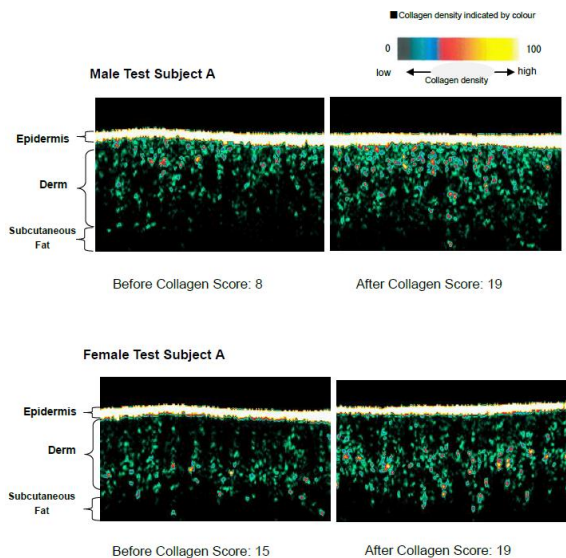 ■Collagen density indicated by colour
0
100
low
high
Collagen density
Male Test Subject A
Epidermis
Derm
Subcutaneous
Fat
Before Collagen Score: 8
After Collagen Score: 19
Female Test Subject A
Epidermis
Derm
Subcutaneous
Fat
Before Collagen Score: 15
After Collagen Score: 19